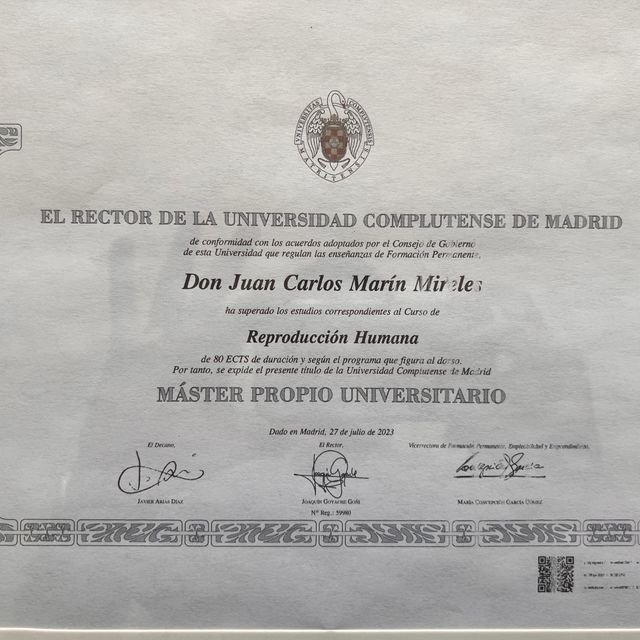 UNIVERSITAS COMPLUTENSIS MATRITENSIS
EL RECTOR DE LA UNIVERSIDAD COMPLUTENSE DE MADRID
de conformidad con los acuerdos adoptados por el Consejo de Gobierno
de esta Universidad que regulan las enseñanzas de Formación Permanente,
Don Juan Carlos Marín Mireles
ha superado los estudios correspondientes al Curso de
Reproducción Humana
de 80 ECTS de duración y según el programa que figura al dorso.
Por tanto, se expide el presente título de la Universidad Complutense de Madrid
MÁSTER PROPIO UNIVERSITARIO
Dado en Madrid, 27 de julio de 2023
El Decano, El Rector, Vicerrectora de Formación Permanente, Empleabilidad y Emprendimiento,
JAVIER ARIAS DÍAZ JOAQUÍN GOYACHE GOÑI MARÍA CONCEPCIÓN GARCÍA GÓMEZ
Nº Reg.: 59980